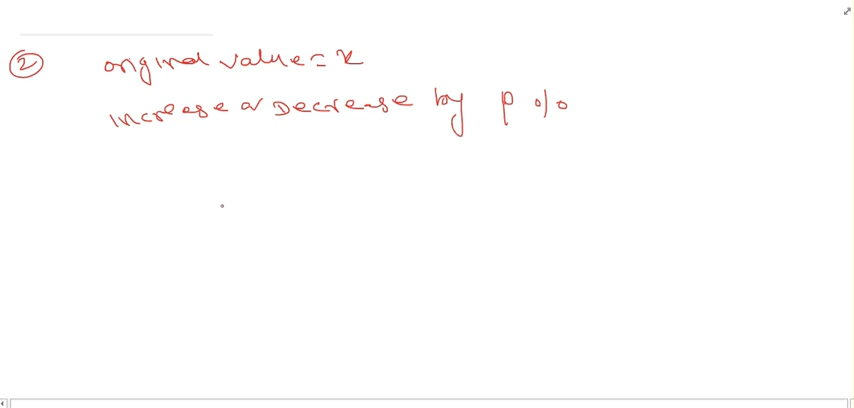 ② original value = x
Increase or Decrease by p %